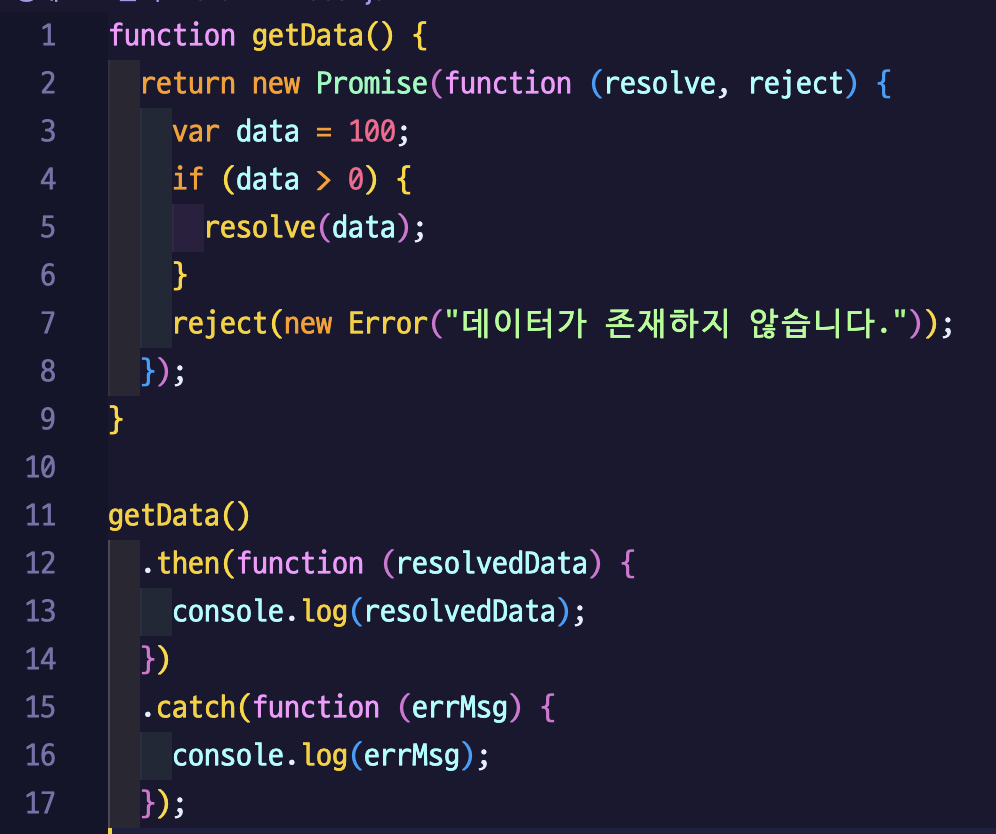 1 function getData() {
2 return new Promise(function (resolve, reject) {
3 var data = 100;
4 if (data > 0) {
5 resolve(data);
6 }
7 reject(new Error("데이터가 존재하지 않습니다."));
8 });
9 }
10
11 getData()
12 .then(function (resolvedData) {
13 console.log(resolvedData);
14 })
15 .catch(function (errMsg) {
16 console.log(errMsg);
17 });